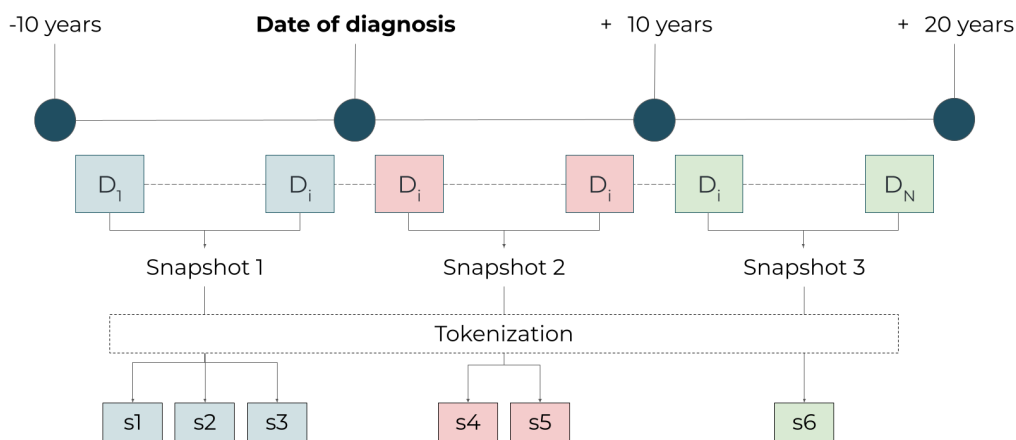 -10 years Date of diagnosis + 10 years + 20 years
D1 Di Di Di Di DN
Snapshot 1 Snapshot 2 Snapshot 3
Tokenization
s1 s2 s3 s4 s5 s6